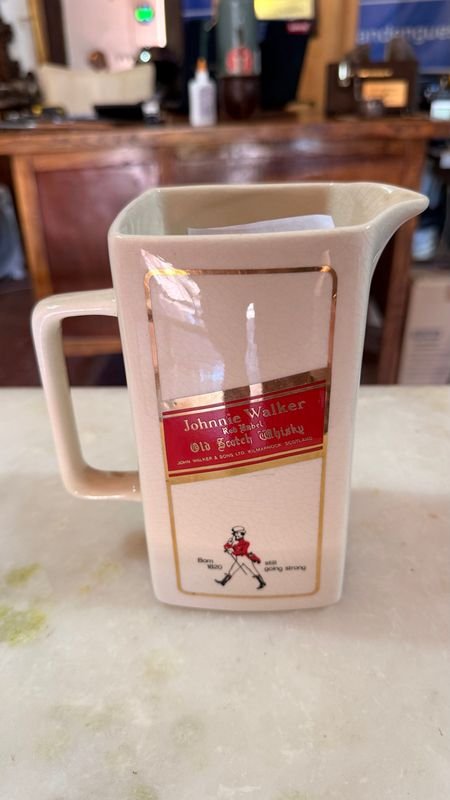 Johnnie Walker
Red Label
Old Scotch Whisky
JOHN WALKER & SONS LTD. KILMARNOCK, SCOTLAND
Born
1820
still
going strong